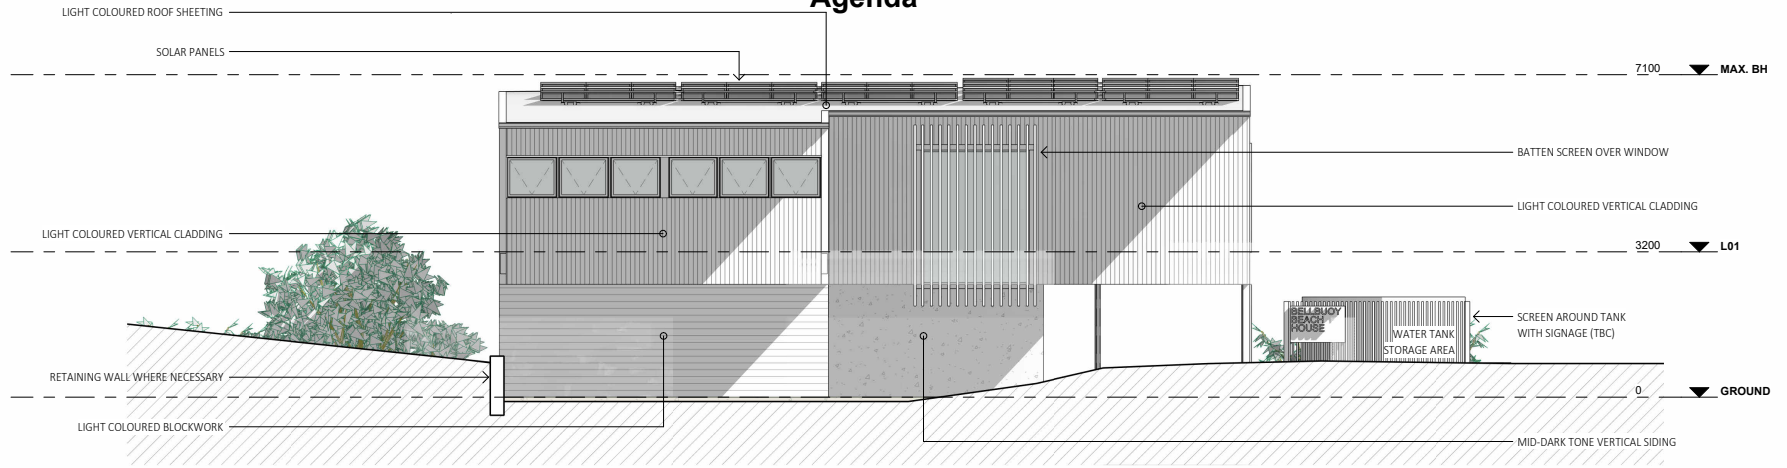 Agenda
LIGHT COLOURED ROOF SHEETING
SOLAR PANELS
7100 MAX. BH
BATTEN SCREEN OVER WINDOW
LIGHT COLOURED VERTICAL CLADDING
LIGHT COLOURED VERTICAL CLADDING
3200 L01
BELLBUOY
BEACH
HOUSE
SCREEN AROUND TANK
WITH SIGNAGE (TBC)
WATER TANK
STORAGE AREA
RETAINING WALL WHERE NECESSARY
0 GROUND
LIGHT COLOURED BLOCKWORK
MID-DARK TONE VERTICAL SIDING